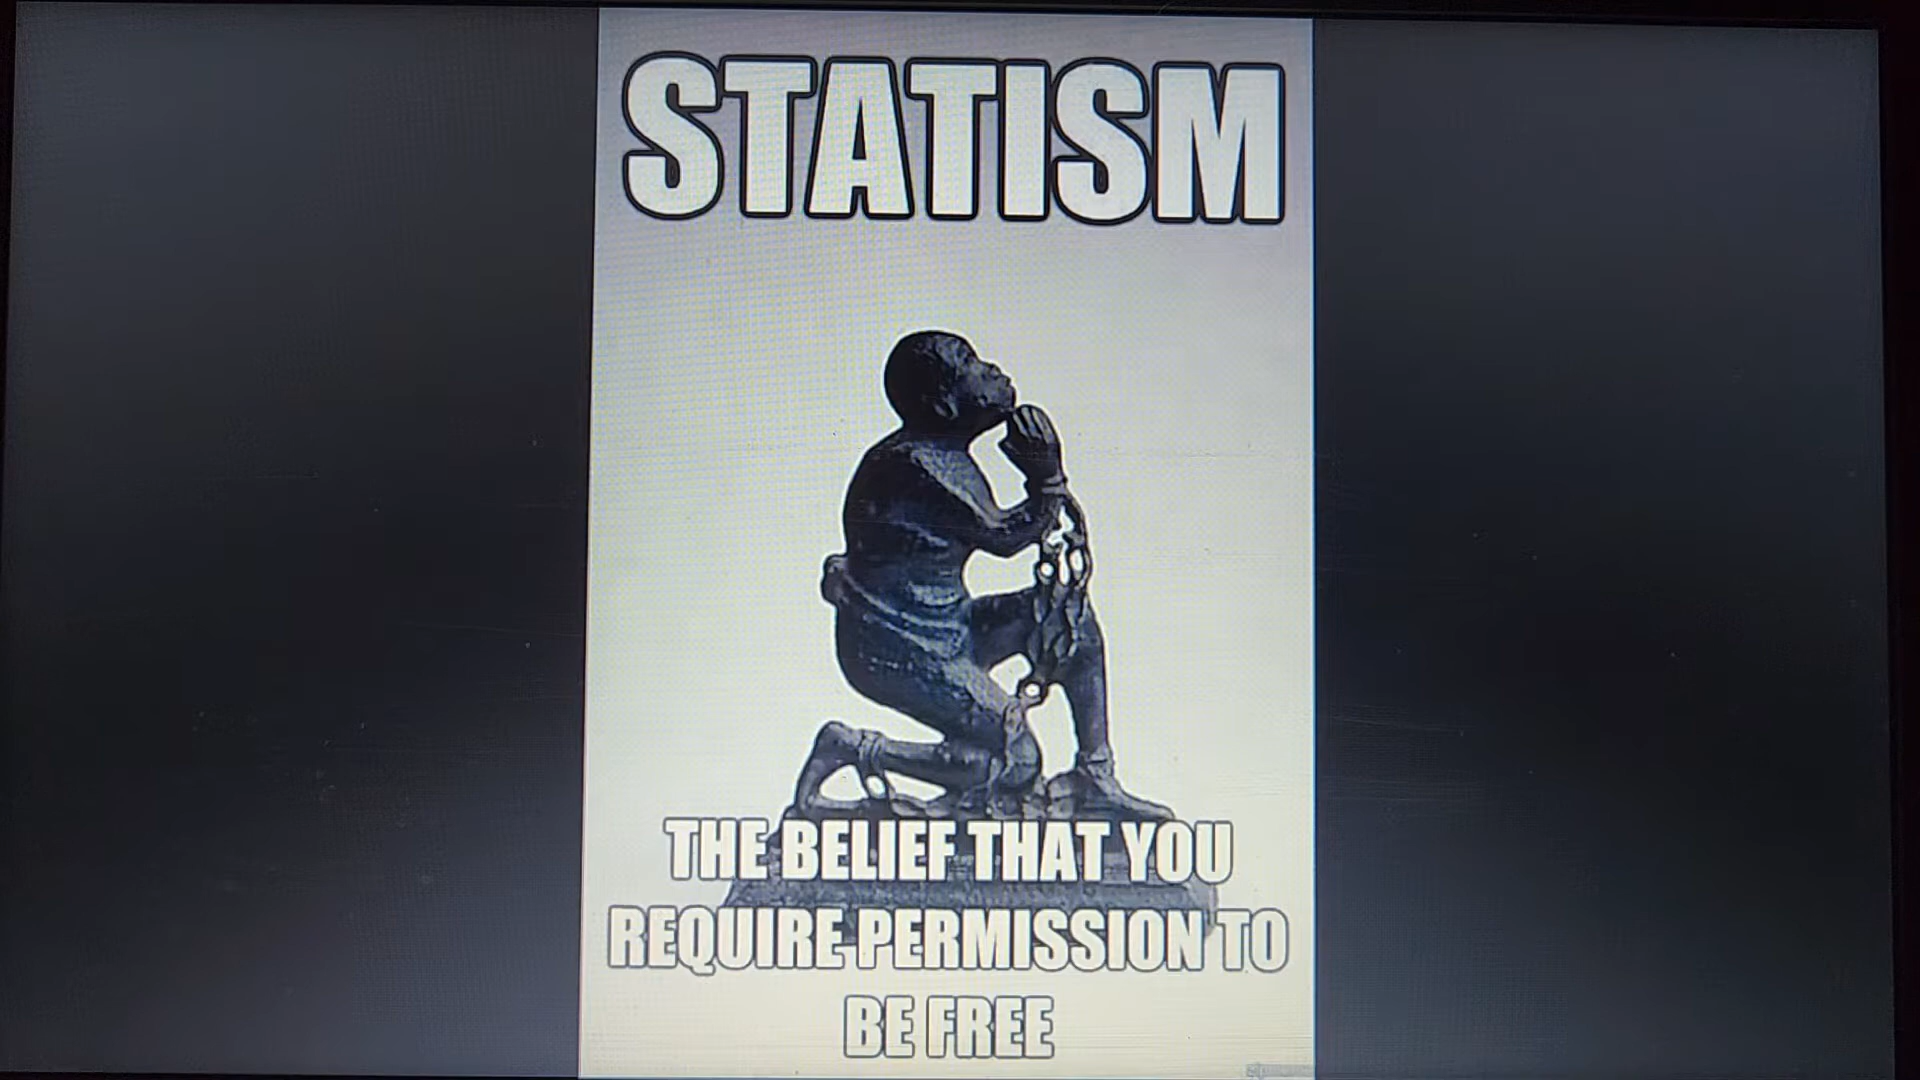 STATISM
THE BELIEF THAT YOU
REQUIRE PERMISSION TO
BE FREE